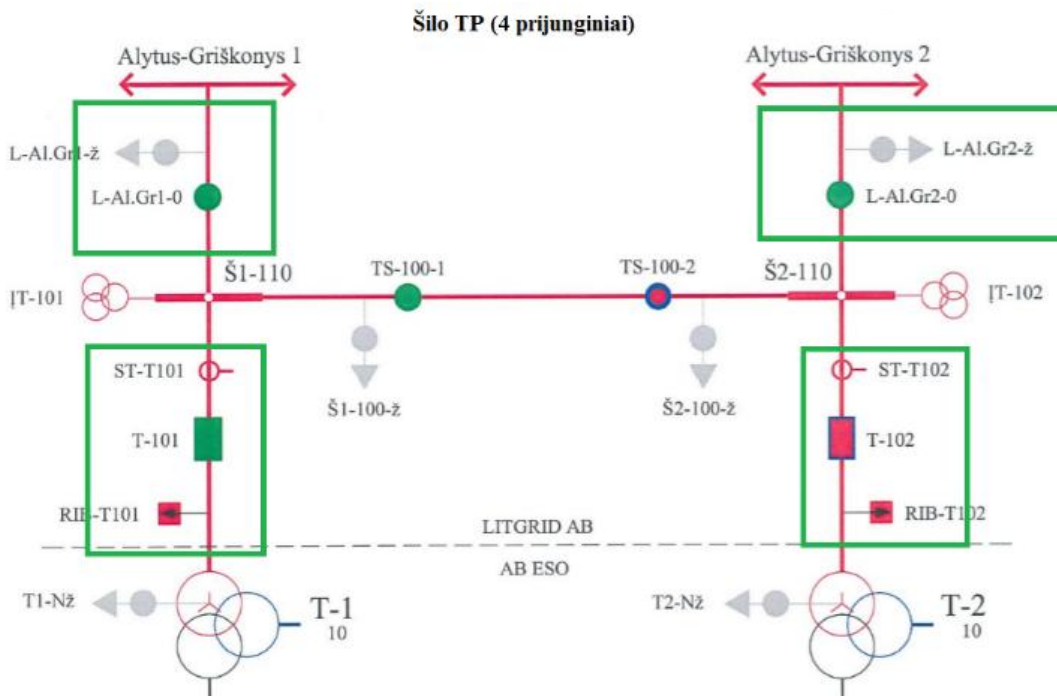 Šilo TP (4 prijunginiai)
Alytus-Griškonys 1
Alytus-Griškonys 2
L-Al.Gr1-ž
L-Al.Gr2-ž
L-Al.Gr1-0
L-Al.Gr2-0
Š1-110
TS-100-1
TS-100-2
Š2-110
ĮT-101
ĮT-102
ST-T101
ST-T102
Š1-100-ž
Š2-100-ž
T-101
T-102
RIB-T101
RIB-T102
LITGRID AB
AB ESO
T1-Nž
T-1
10
T2-Nž
T-2
10